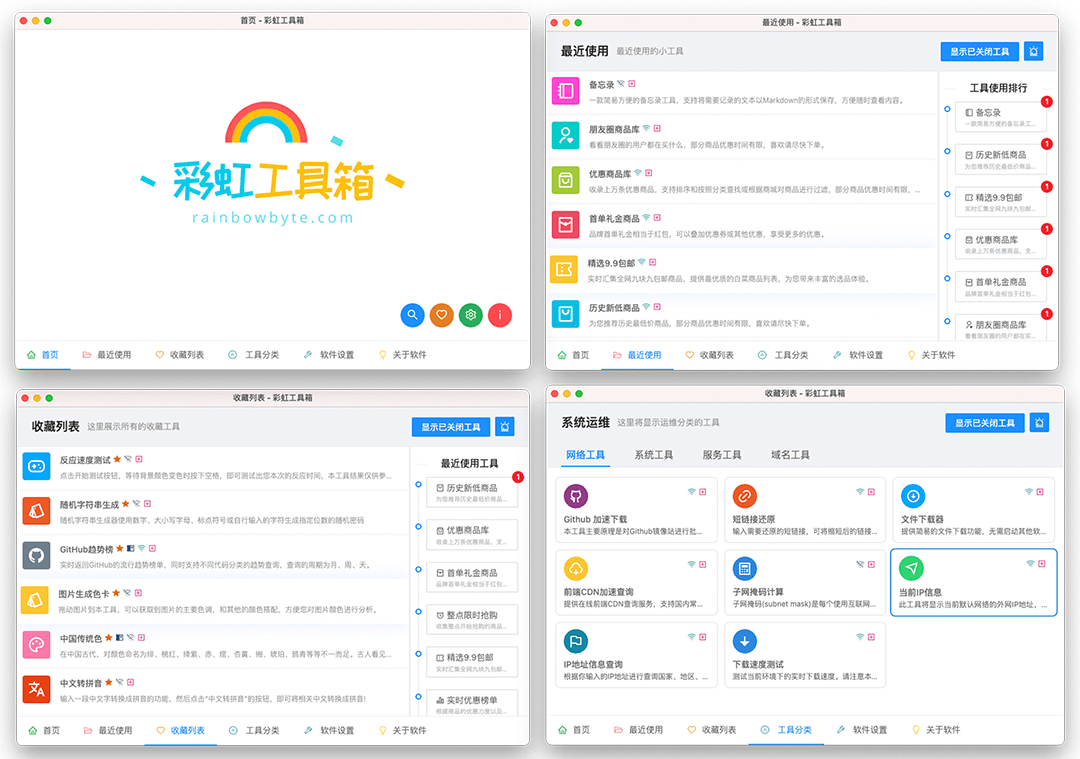 首页 - 彩虹工具箱
彩虹工具箱
rainbowbyte.com
首页
最近使用
收藏列表
工具分类
软件设置
关于软件
最近使用 - 彩虹工具箱
最近使用
最近使用的小工具
显示已关闭工具
备忘录
一款简易方便的备忘录工具，支持将需要记录的文本以Markdown的形式保存，方便随时查看内容。
朋友圈商品库
看看朋友圈的用户都在买什么，部分商品优惠时间有限，喜欢请尽快下单。
优惠商品库
收录上万条优惠商品，支持排序和按照分类查找或根据商城对商品进行过滤，部分商品优惠时间有限，...
首单礼金商品
品牌首单礼金相当于红包，可以叠加优惠券或其他优惠，享受更多的优惠。
精选9.9包邮
实时汇集全网九块九包邮商品，提供最优质的白菜商品列表，为您带来丰富的选品体验。
历史新低商品
为您推荐历史最低价商品，部分商品优惠时间有限，喜欢请尽快下单。
工具使用排行
1
备忘录
一款简易方便的备忘录工...
1
历史新低商品
为您推荐历史最低价商品...
1
精选9.9包邮
实时汇集全网九块九包邮...
1
优惠商品库
收录上万条优惠商品，支...
1
首单礼金商品
品牌首单礼金相当于红包...
1
朋友圈商品库
看看朋友圈的用户都在买...
首页
最近使用
收藏列表
工具分类
软件设置
关于软件
收藏列表 - 彩虹工具箱
收藏列表
这里展示所有的收藏工具
显示已关闭工具
反应速度测试
点击开始测试按钮，等待背景颜色变色时按下空格，即可测试出您本次的反应时间，本工具结果仅供参...
随机字符串生成
随机字符串生成器使用数字、大小写字母、标点符号或自行输入的字符生成指定位数的随机密码
GitHub趋势榜
实时返回GitHub的流行趋势榜单，同时支持不同代码分类的趋势查询，查询的周期为月、周、天。
图片生成色卡
拖动图片到本工具，可以获取到图片的主要色调，和其他的颜色搭配，方便您对图片颜色进行分析。
中国传统色
在中国古代，对颜色命名为绯、桃红、绛紫、赤、缇、杏黄、缃、琥珀、鸦青等等不一而足。古人看见...
中文转拼音
输入一段中文字转换成拼音的功能，然后点击"中文转拼音"的按钮，即可将相关中文转换成拼音!
最近使用工具
1
历史新低商品
为您推荐历史最低价商品...
优惠商品库
收录上万条优惠商品，支...
首单礼金商品
品牌首单礼金相当于红包...
整点限时抢购
收集整点开始抢购的商品...
精选9.9包邮
实时汇集全网九块九包邮...
实时优惠榜单
根据商品的优惠力度以及...
首页
最近使用
收藏列表
工具分类
软件设置
关于软件
收藏列表 - 彩虹工具箱
系统运维
这里将显示运维分类的工具
显示已关闭工具
网络工具
系统工具
服务工具
域名工具
Github 加速下载
本工具主要原理是对Github镜像站进行批...
短链接还原
输入需要还原的短链接，可将缩短后的链接...
文件下载器
提供简易的文件下载功能，无需启动其他软...
前端CDN加速查询
提供在线前端CDN查询服务，支持国内常...
子网掩码计算
子网掩码(subnet mask)是每个使用互联网...
当前IP信息
此工具将显示当前默认网络的外网IP地址，...
IP地址信息查询
根据你输入的IP地址进行查询国家、地区、...
下载速度测试
测试当前环境下的实时下载速度。请注意本...
首页
最近使用
收藏列表
工具分类
软件设置
关于软件